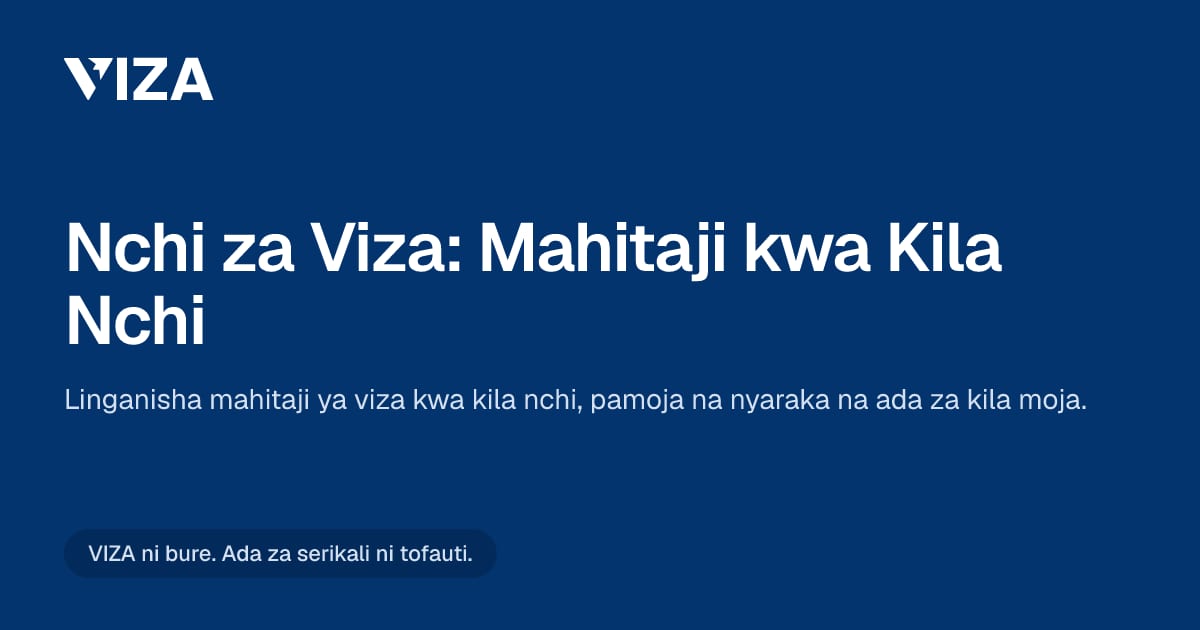 VIZA
Nchi za Viza: Mahitaji kwa Kila
Nchi
Linganisha mahitaji ya viza kwa kila nchi, pamoja na nyaraka na ada za kila moja.
VIZA ni bure. Ada za serikali ni tofauti.